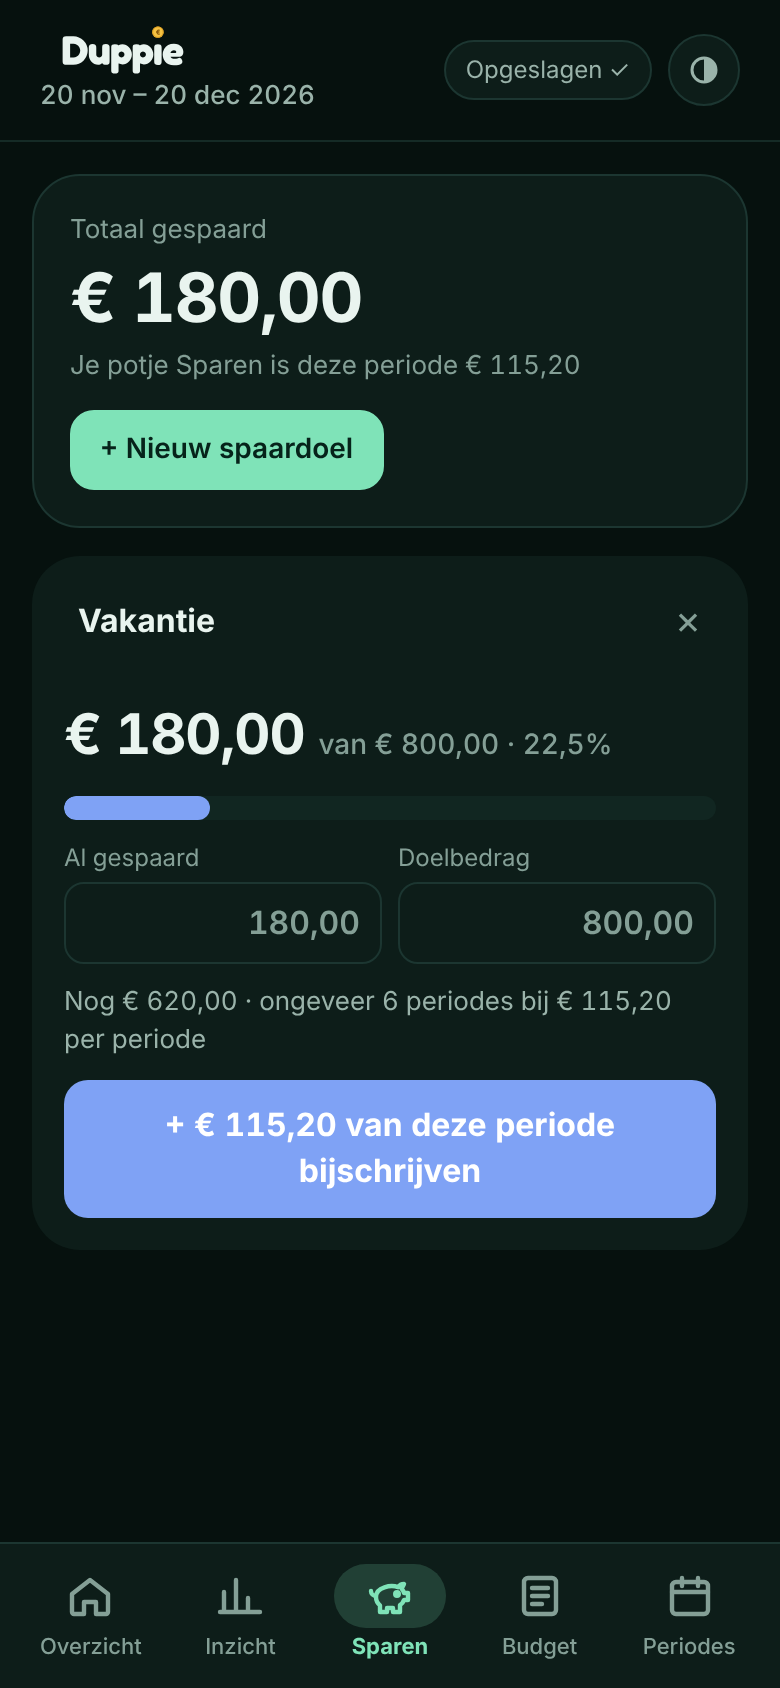 Duppie
20 nov – 20 dec 2026
Opgeslagen ✓
Totaal gespaard
€ 180,00
Je potje Sparen is deze periode € 115,20
+ Nieuw spaardoel
Vakantie
×
€ 180,00 van € 800,00 · 22,5%
Al gespaard
Doelbedrag
180,00
800,00
Nog € 620,00 · ongeveer 6 periodes bij € 115,20
per periode
+ € 115,20 van deze periode
bijschrijven
Overzicht
Inzicht
Sparen
Budget
Periodes